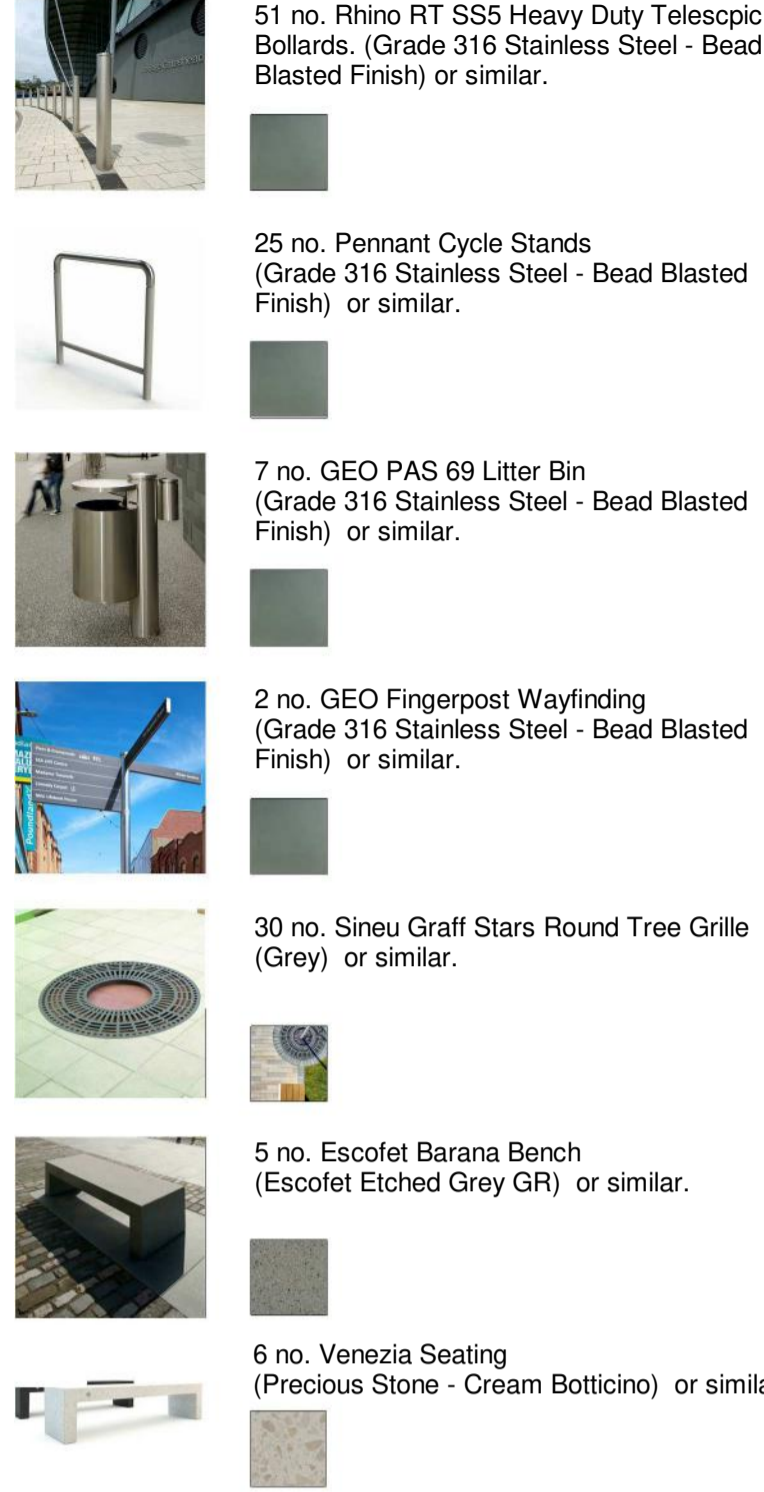 51 no. Rhino RT SS5 Heavy Duty Telescpic
Bollards. (Grade 316 Stainless Steel - Bead
Blasted Finish) or similar.
25 no. Pennant Cycle Stands
(Grade 316 Stainless Steel - Bead Blasted
Finish) or similar.
7 no. GEO PAS 69 Litter Bin
(Grade 316 Stainless Steel - Bead Blasted
Finish) or similar.
2 no. GEO Fingerpost Wayfinding
(Grade 316 Stainless Steel - Bead Blasted
Finish) or similar.
Poundland
30 no. Sineu Graff Stars Round Tree Grille
(Grey) or similar.
5 no. Escofet Barana Bench
(Escofet Etched Grey GR) or similar.
6 no. Venezia Seating
(Precious Stone - Cream Botticino) or simila